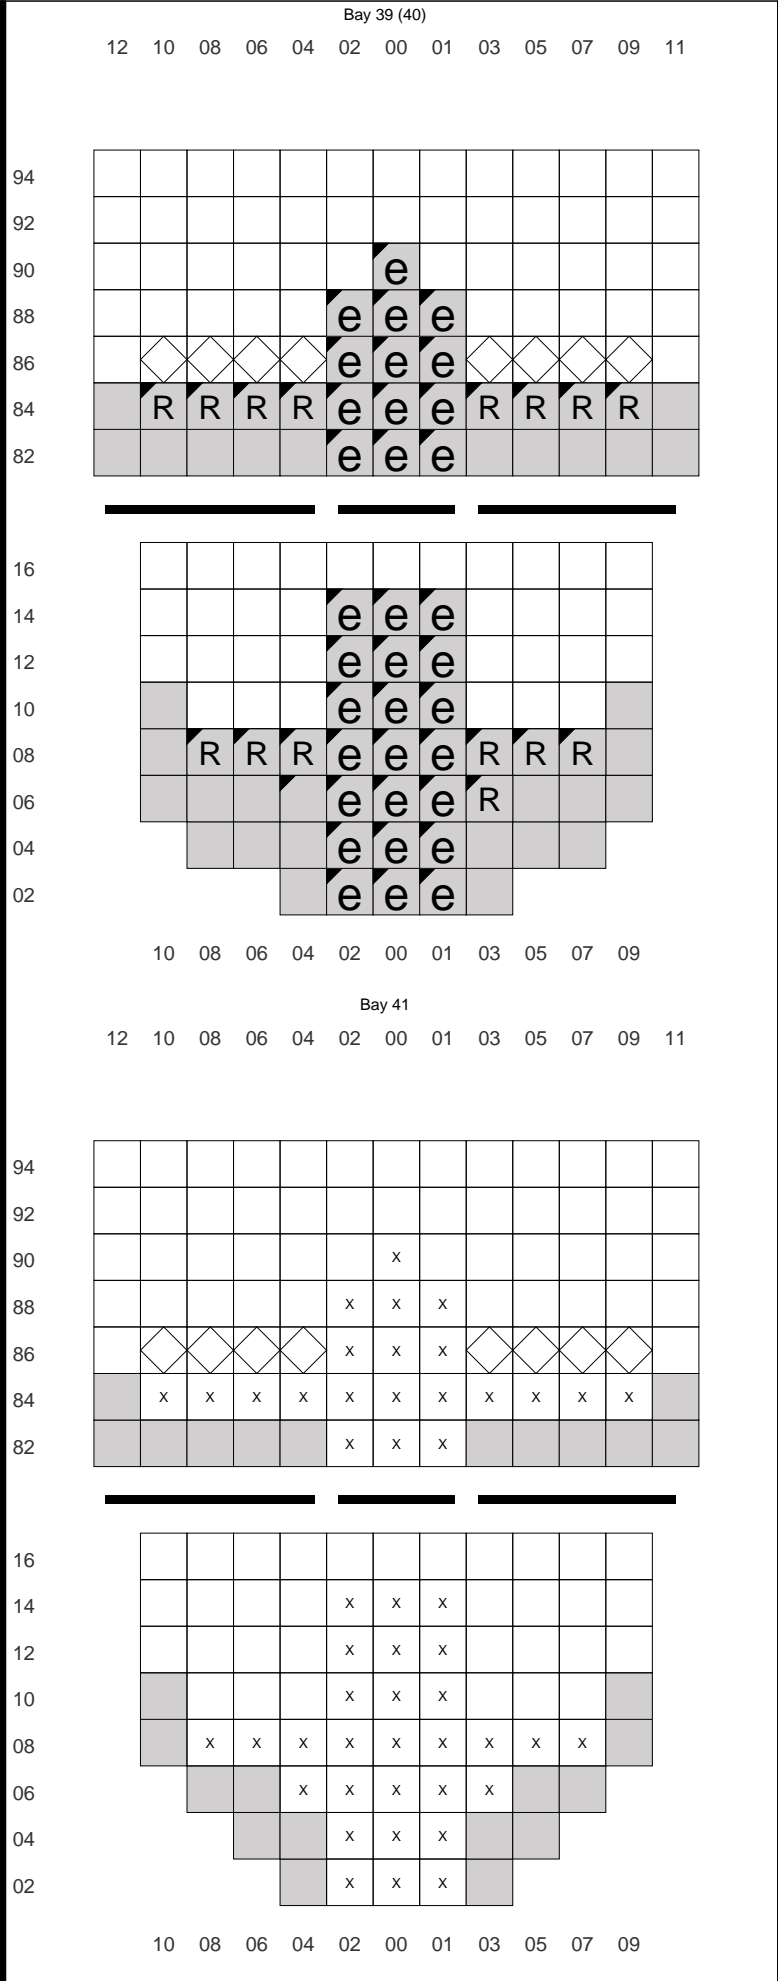 Bay 39 (40)
12 10 08 06 04 02 00 01 03 05 07 09 11
94
92
90 e
88 e e e
86 e e e
84 R R R R e e e R R R R
82 e e e
16
14 e e e
12 e e e
10 e e e
08 R R R e e e R R R
06 e e e R
04 e e e
02 e e e
10 08 06 04 02 00 01 03 05 07 09
Bay 41
12 10 08 06 04 02 00 01 03 05 07 09 11
94
92
90 x
88 x x x
86 x x x
84 x x x x x x x x x x x
82 x x x
16
14 x x x
12 x x x
10 x x x
08 x x x x x x x x x
06 x x x x x
04 x x x
02 x x x
10 08 06 04 02 00 01 03 05 07 09